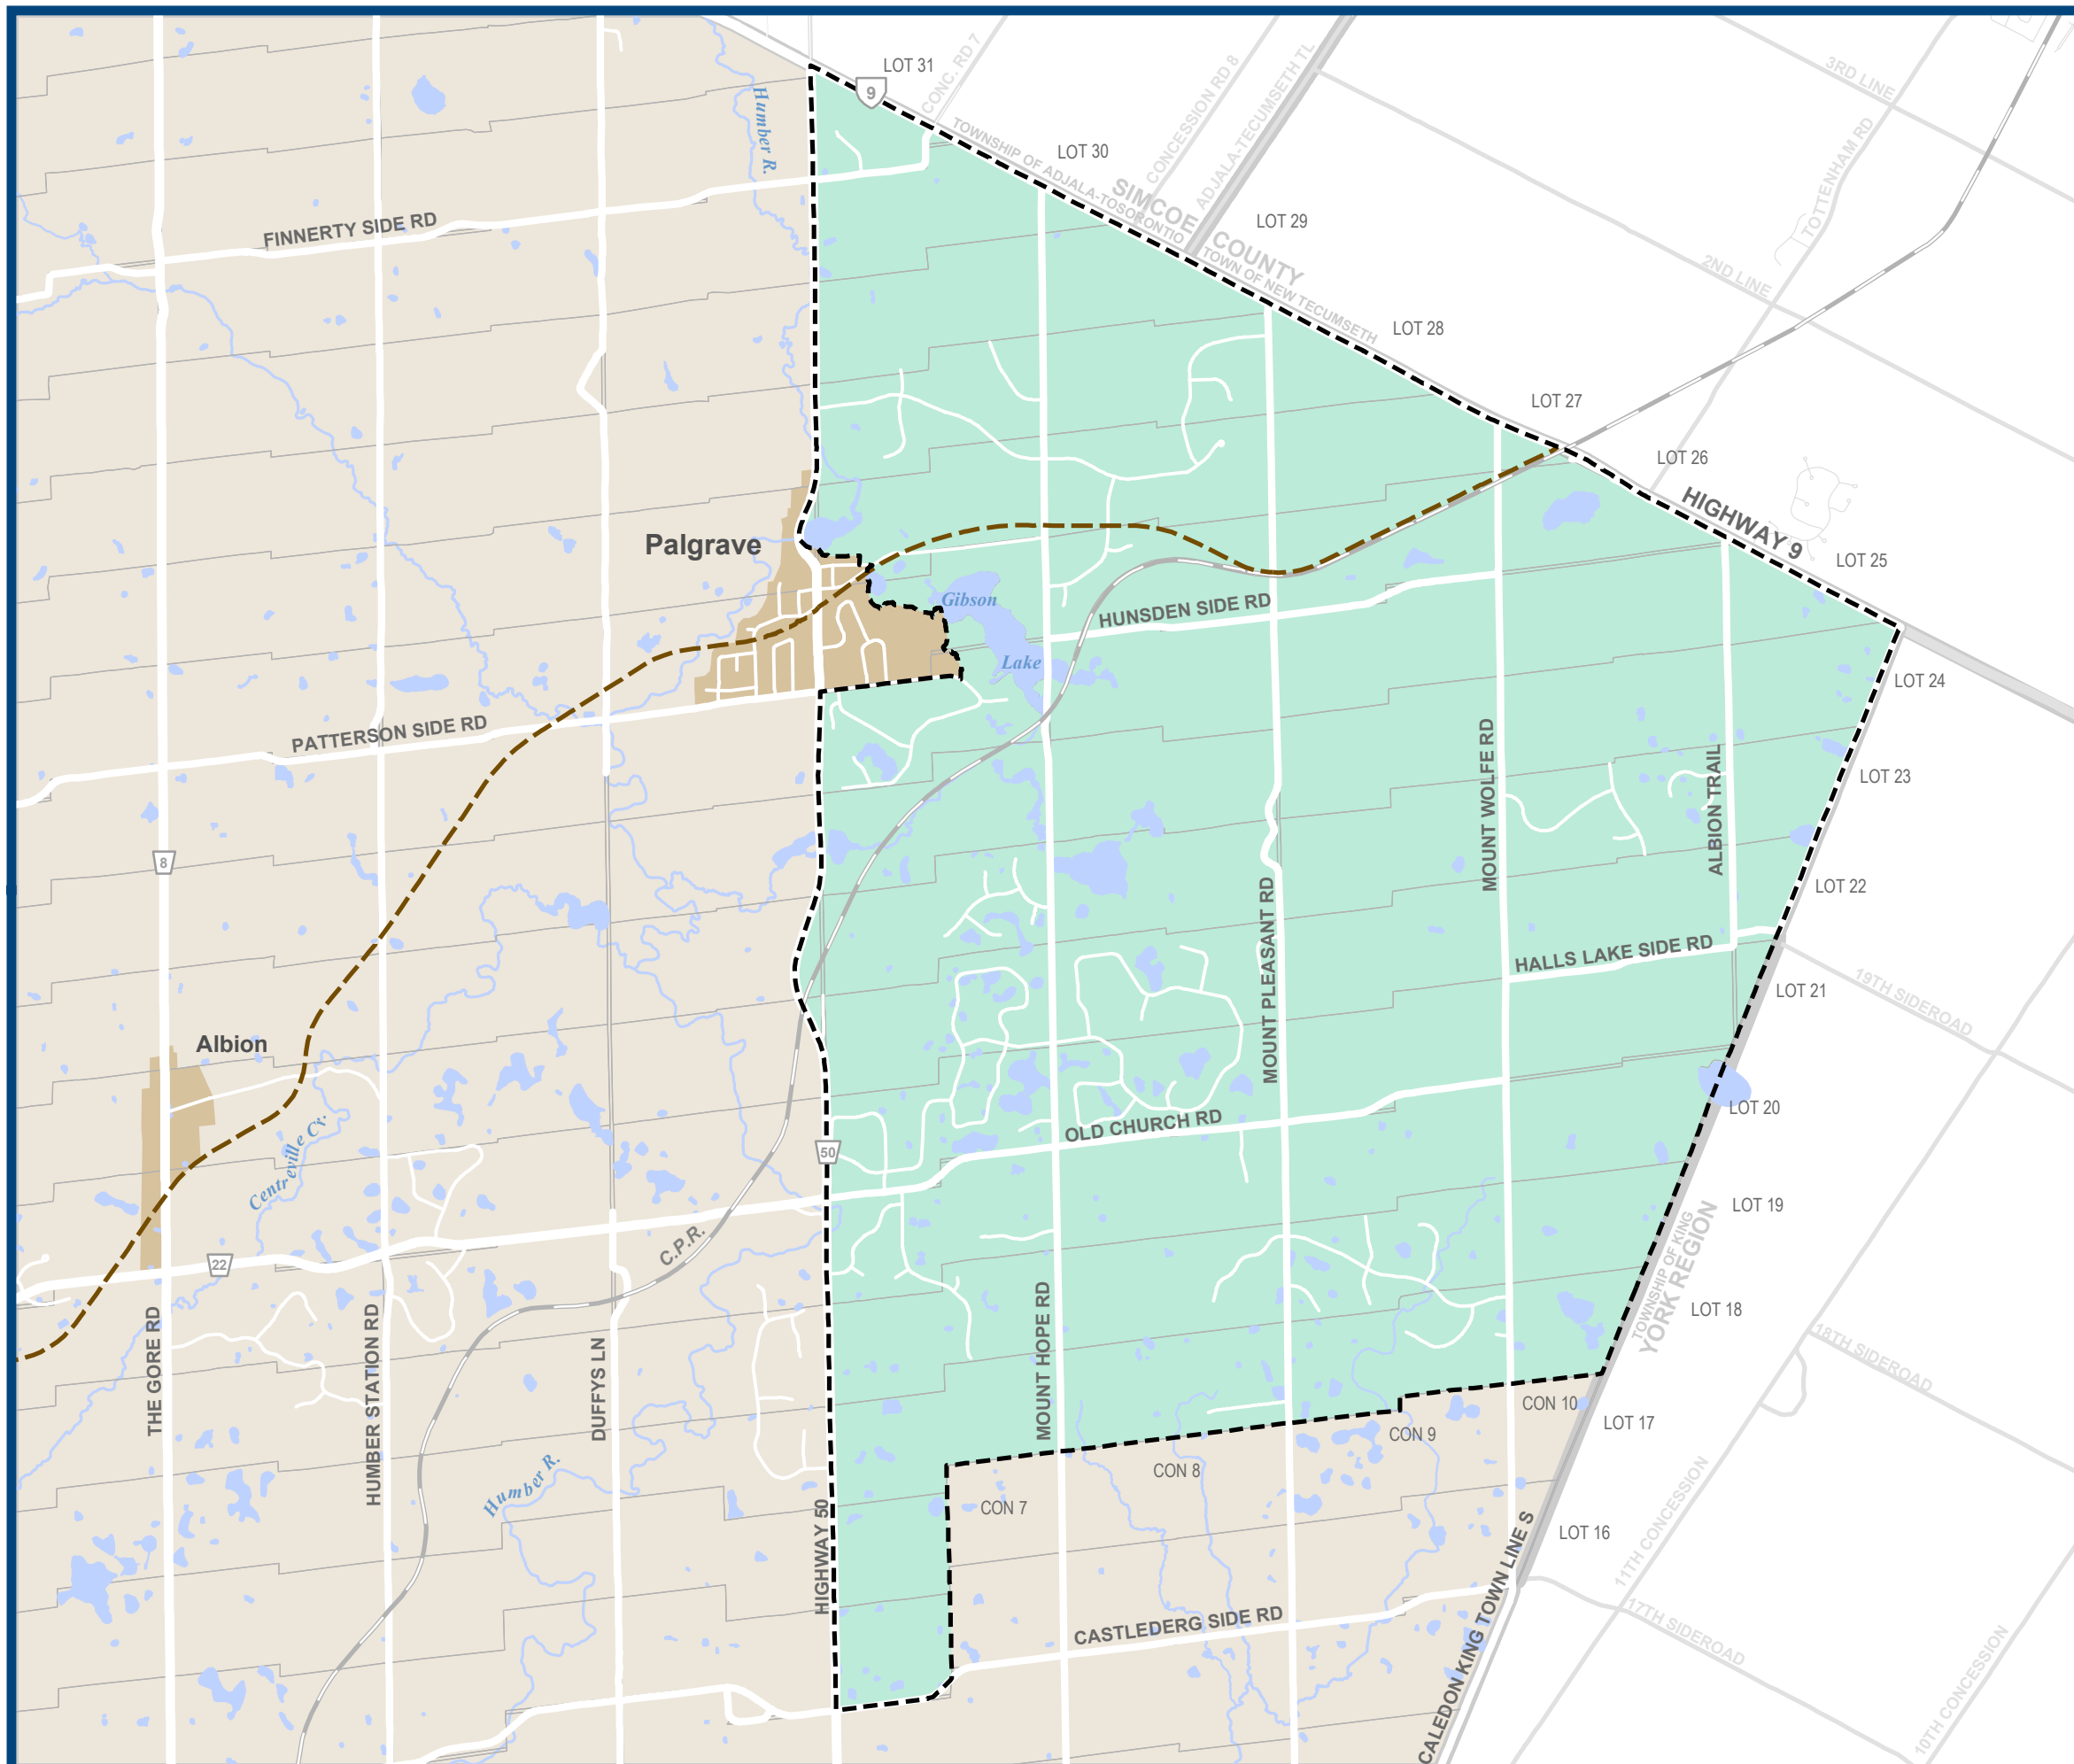 LOT 31
9
CONC. RD 7
CONCESSION RD 8
ADJALA-TECUMSETH TL
3RD LINE
TOTTENHAM RD
2ND LINE
Humber R.
LOT 30
TOWNSHIP OF ADJALA-TOSORONTIO
SIMCOE COUNTY
TOWN OF NEW TECUMSETH
LOT 29
FINNERTY SIDE RD
LOT 28
LOT 27
LOT 26
HIGHWAY 9
LOT 25
Palgrave
Gibson
Lake
HUNSDEN SIDE RD
LOT 24
PATTERSON SIDE RD
LOT 23
MOUNT WOLFE RD
ALBION TRAIL
8
LOT 22
MOUNT PLEASANT RD
HALLS LAKE SIDE RD
19TH SIDEROAD
LOT 21
Albion
LOT 20
OLD CHURCH RD
50
Centreville Cr.
LOT 19
TOWNSHIP OF KING
YORK REGION
C.P.R.
22
LOT 18
18TH SIDEROAD
THE GORE RD
HUMBER STATION RD
DUFFYS LN
MOUNT HOPE RD
CON 10
LOT 17
CON 9
CON 8
Humber R.
CON 7
HIGHWAY 50
LOT 16
11TH CONCESSION
CASTLEDERG SIDE RD
17TH SIDEROAD
CALEDON KING TOWN LINE S
10TH CONCESSION